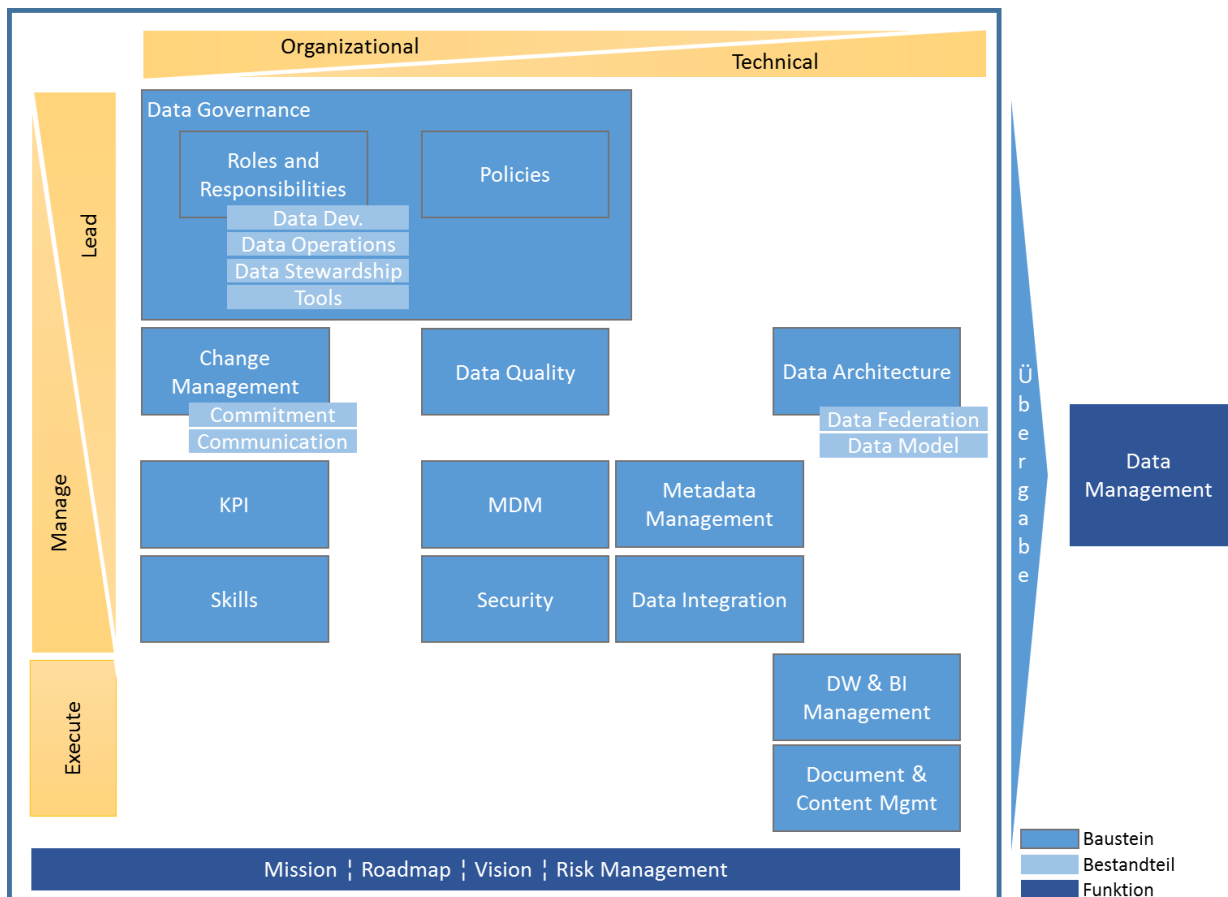 Organizational
Technical
Lead
Manage
Execute
Data Governance
Roles and
Responsibilities
Data Dev.
Data Operations
Data Stewardship
Tools
Policies
Change
Management
Commitment
Communication
Data Quality
Data Architecture
Data Federation
Data Model
KPI
MDM
Metadata
Management
Skills
Security
Data Integration
DW & BI
Management
Document &
Content Mgmt
Mission ¦ Roadmap ¦ Vision ¦ Risk Management
Übergabe
Data
Management
Baustein
Bestandteil
Funktion